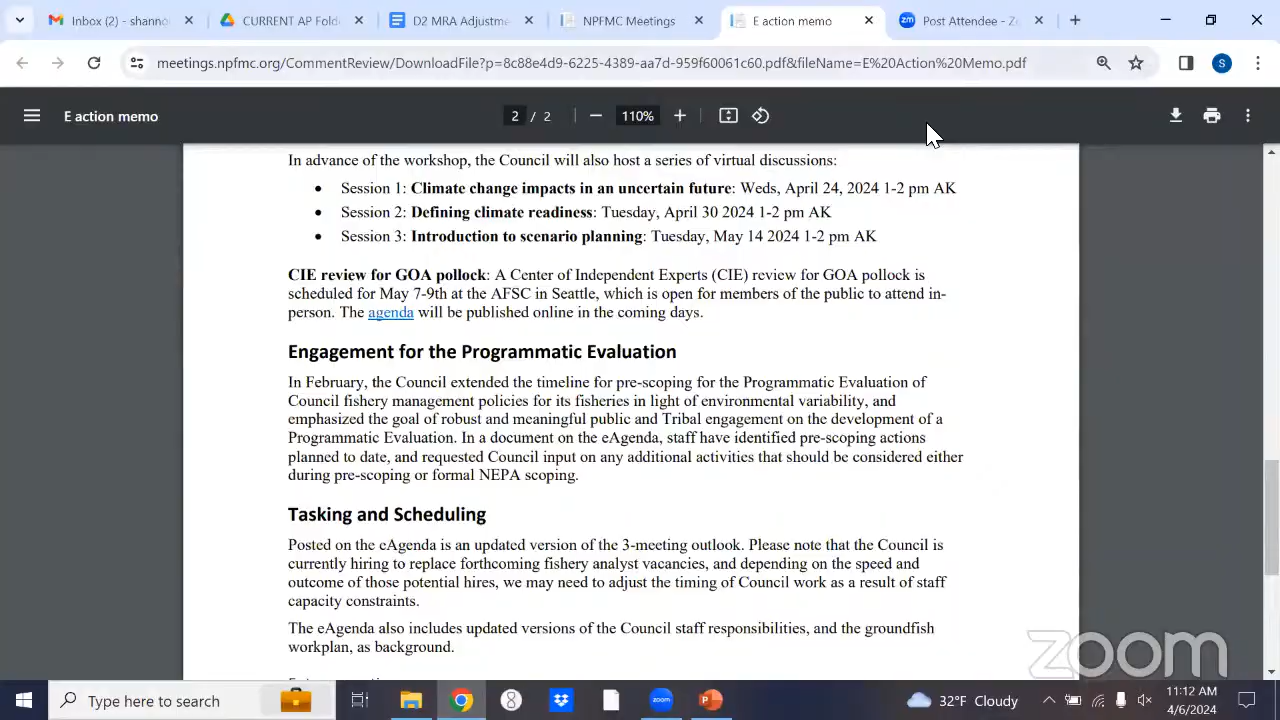 Inbox (91) - shanno
CURRENT AP Fold
D2 MRA Adjustme
NPFMC Meetings
E action memo
Post Attendee - Z
meetings.npfmc.org/CommentReview/DownloadFile?p=8c88e4d9-6225-4389-aa7d-959f60061c60.pdf&fileName=E%20Action%20Memo.pdf
S
E action memo
2 / 2
110%
In advance of the workshop, the Council will also host a series of virtual discussions:
• Session 1: Climate change impacts in an uncertain future: Weds, April 24, 2024 1-2 pm AK
• Session 2: Defining climate readiness: Tuesday, April 30 2024 1-2 pm AK
• Session 3: Introduction to scenario planning: Tuesday, May 14 2024 1-2 pm AK
CIE review for GOA pollock: A Center of Independent Experts (CIE) review for GOA pollock is
scheduled for May 7-9th at the AFSC in Seattle, which is open for members of the public to attend in-
person. The agenda will be published online in the coming days.
Engagement for the Programmatic Evaluation
In February, the Council extended the timeline for pre-scoping for the Programmatic Evaluation of
Council fishery management policies for its fisheries in light of environmental variability, and
emphasized the goal of robust and meaningful public and Tribal engagement on the development of a
Programmatic Evaluation. In a document on the eAgenda, staff have identified pre-scoping actions
planned to date, and requested Council input on any additional activities that should be considered either
during pre-scoping or formal NEPA scoping.
Tasking and Scheduling
Posted on the eAgenda is an updated version of the 3-meeting outlook. Please note that the Council is
currently hiring to replace forthcoming fishery analyst vacancies, and depending on the speed and
outcome of those potential hires, we may need to adjust the timing of Council work as a result of staff
capacity constraints.
The eAgenda also includes updated versions of the Council staff responsibilities, and the groundfish
workplan, as background.
zoom
Type here to search
32°F Cloudy
11:12 AM
4/6/2024